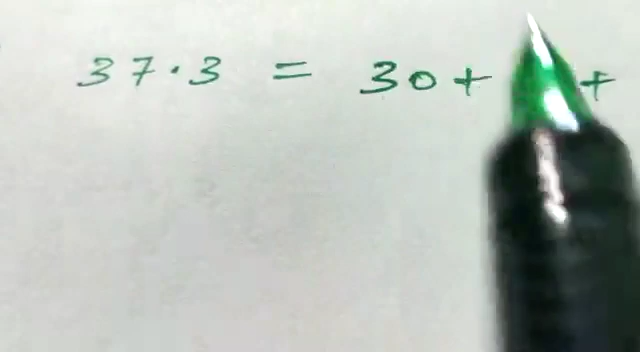 37.3 = 30+ +